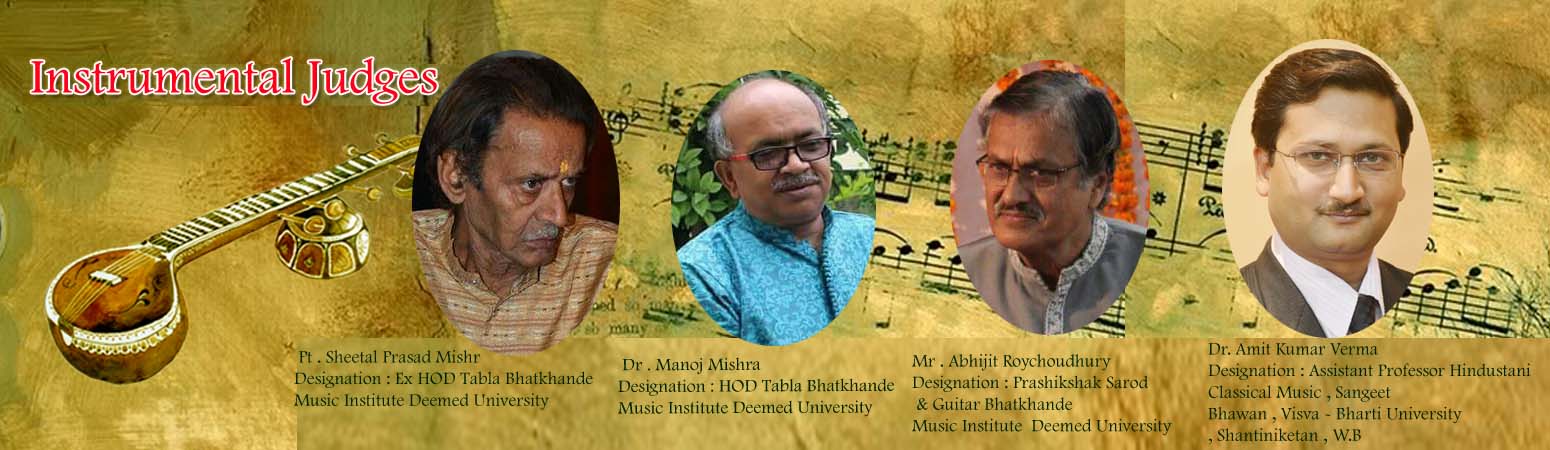 Instrumental Judges
Pt . Sheetal Prasad Mishr
Designation : Ex HOD Tabla Bhatkhande
Music Institute Deemed University
Dr . Manoj Mishra
Designation : HOD Tabla Bhatkhande
Music Institute Deemed University
Mr . Abhijit Roychoudhury
Designation : Prashikshak Sarod
& Guitar Bhatkhande
Music Institute Deemed University
Dr. Amit Kumar Verma
Designation : Assistant Professor Hindustani
Classical Music , Sangeet
Bhawan , Visva - Bharti University
, Shantiniketan , W.B
so many